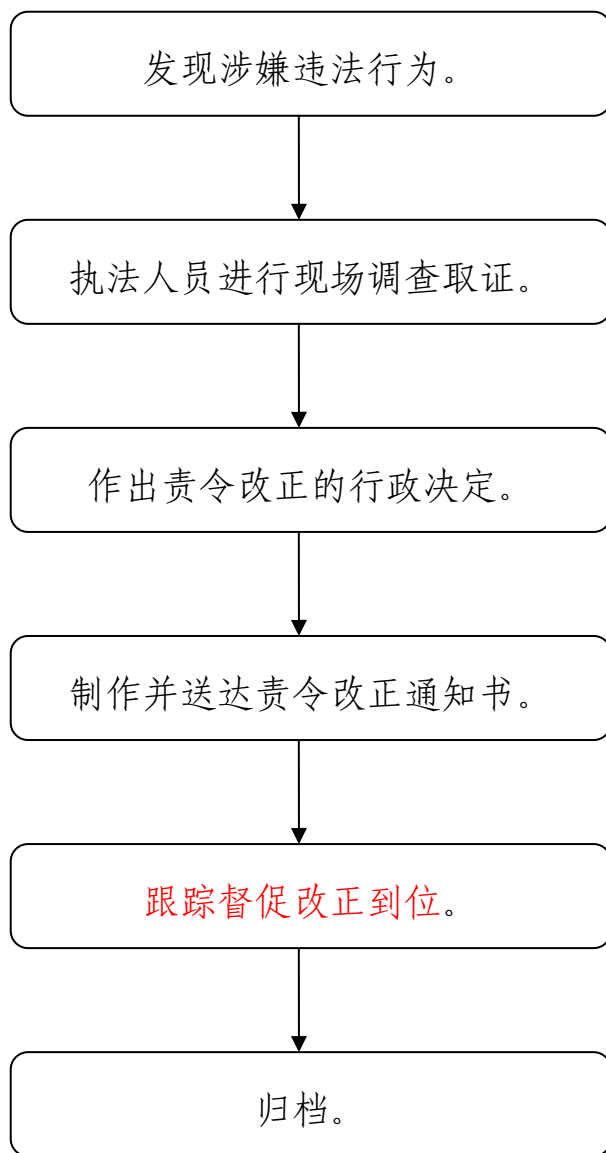 发现涉嫌违法行为。
执法人员进行现场调查取证。
作出责令改正的行政决定。
制作并送达责令改正通知书。
跟踪督促改正到位。
归档。